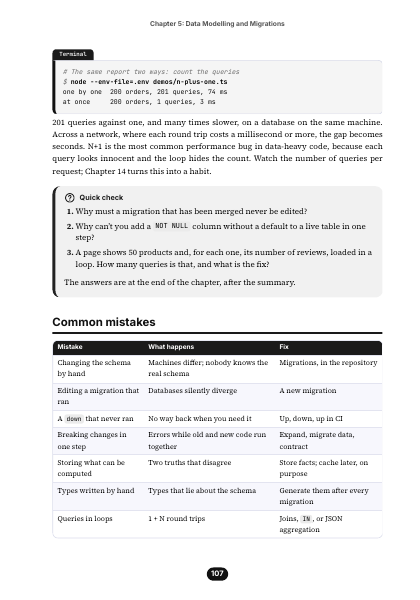 Chapter 5: Data Modelling and Migrations
Terminal
# The same report two ways: count the queries
$ node --env-file=.env demos/n-plus-one.ts
one by one  200 orders, 201 queries, 74 ms
at once     200 orders, 1 queries, 3 ms
201 queries against one, and many times slower, on a database on the same machine.
Across a network, where each round trip costs a millisecond or more, the gap becomes
seconds. N+1 is the most common performance bug in data-heavy code, because each
query looks innocent and the loop hides the count. Watch the number of queries per
request; Chapter 14 turns this into a habit.
? Quick check
1. Why must a migration that has been merged never be edited?
2. Why can't you add a NOT NULL column without a default to a live table in one
step?
3. A page shows 50 products and, for each one, its number of reviews, loaded in a
loop. How many queries is that, and what is the fix?
The answers are at the end of the chapter, after the summary.
Common mistakes
Mistake What happens Fix
Changing the schema Machines differ; nobody knows the Migrations, in the repository
by hand real schema
Editing a migration that Databases silently diverge A new migration
ran
A down that never ran No way back when you need it Up, down, up in CI
Breaking changes in Errors while old and new code run Expand, migrate data,
one step together contract
Storing what can be Two truths that disagree Store facts; cache later, on
computed purpose
Types written by hand Types that lie about the schema Generate them after every
migration
Queries in loops 1 + N round trips Joins, IN, or JSON
aggregation
107